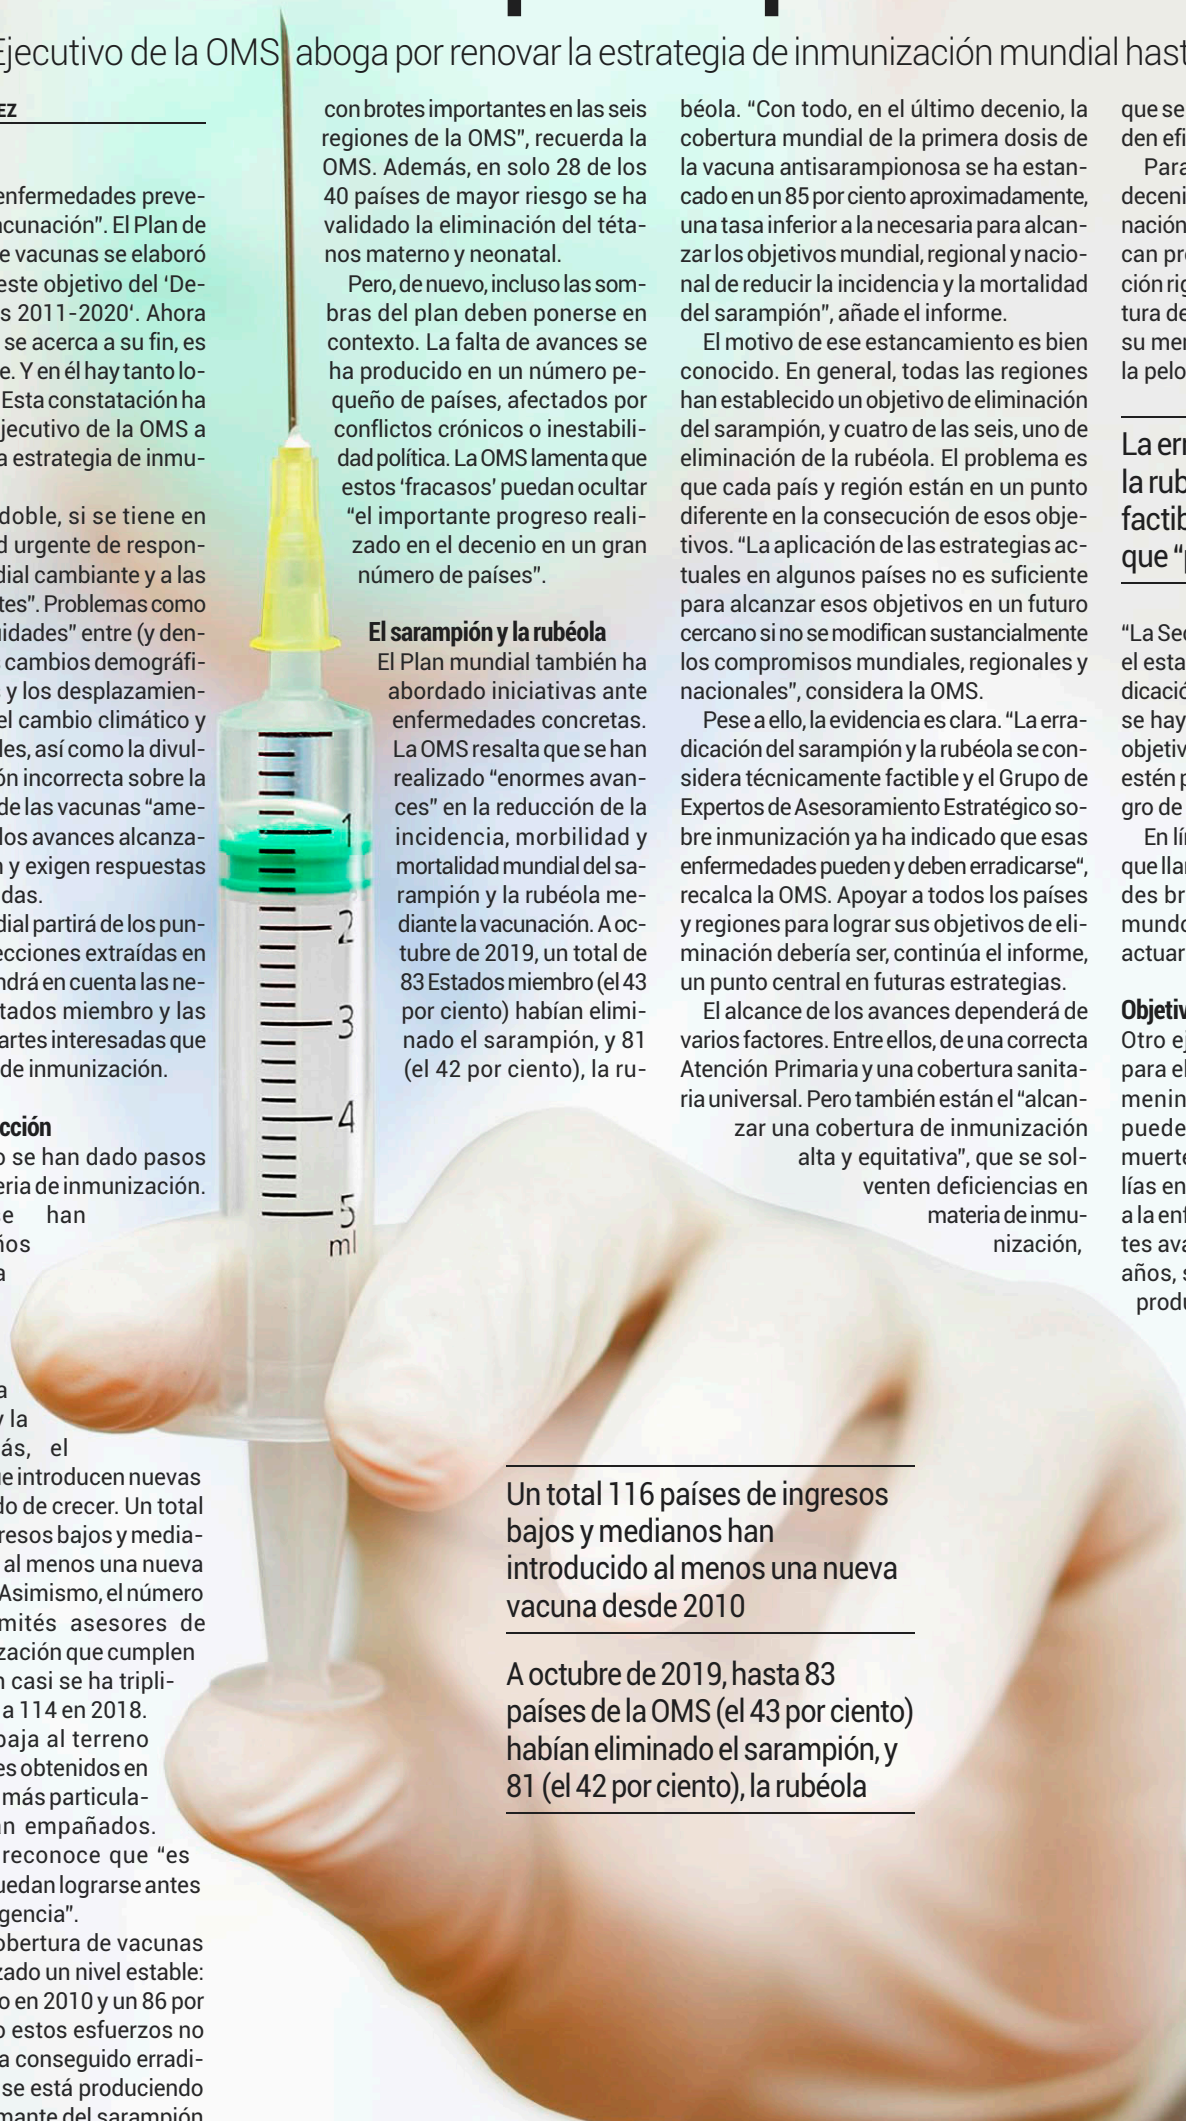 Ejecutivo de la OMS aboga por renovar la estrategia de inmunización mundial hast
EZ
enfermedades preve-
acunación". El Plan de
e vacunas se elaboró
este objetivo del 'De-
s 2011-2020'. Ahora
se acerca a su fin, es
e. Y en él hay tanto lo-
Esta constatación ha
jecutivo de la OMS a
a estrategia de inmu-
doble, si se tiene en
d urgente de respon-
dial cambiante y a las
tes". Problemas como
uidades" entre (y den-
s cambios demográfi-
y los desplazamien-
el cambio climático y
les, así como la divul-
ón incorrecta sobre la
de las vacunas "ame-
los avances alcanza-
n y exigen respuestas
das.
dial partirá de los pun-
ecciones extraídas en
ndrá en cuenta las ne-
tados miembro y las
artes interesadas que
de inmunización.
cción
o se han dado pasos
eria de inmunización.
se han
ños
a
a
y la
ás, el
ue introducen nuevas
do de crecer. Un total
resos bajos y media-
al menos una nueva
Asimismo, el número
mités asesores de
zación que cumplen
n casi se ha tripli-
a 114 en 2018.
baja al terreno
es obtenidos en
más particula-
an empañados.
reconoce que "es
uedan lograrse antes
gencia".
obertura de vacunas
zado un nivel estable:
o en 2010 y un 86 por
o estos esfuerzos no
a conseguido erradi-
se está produciendo
mante del sarampión
con brotes importantes en las seis
regiones de la OMS", recuerda la
OMS. Además, en solo 28 de los
40 países de mayor riesgo se ha
validado la eliminación del téta-
nos materno y neonatal.
Pero, de nuevo, incluso las som-
bras del plan deben ponerse en
contexto. La falta de avances se
ha producido en un número pe-
queño de países, afectados por
conflictos crónicos o inestabili-
dad política. La OMS lamenta que
estos 'fracasos' puedan ocultar
"el importante progreso reali-
zado en el decenio en un gran
número de países".
El sarampión y la rubéola
El Plan mundial también ha
abordado iniciativas ante
enfermedades concretas.
La OMS resalta que se han
realizado "enormes avan-
ces" en la reducción de la
incidencia, morbilidad y
mortalidad mundial del sa-
rampión y la rubéola me-
diante la vacunación. A oc-
tubre de 2019, un total de
83 Estados miembro (el 43
por ciento) habían elimi-
nado el sarampión, y 81
(el 42 por ciento), la ru-
béola. "Con todo, en el último decenio, la
cobertura mundial de la primera dosis de
la vacuna antisarampionosa se ha estan-
cado en un 85 por ciento aproximadamente,
una tasa inferior a la necesaria para alcan-
zar los objetivos mundial, regional y nacio-
nal de reducir la incidencia y la mortalidad
del sarampión", añade el informe.
El motivo de ese estancamiento es bien
conocido. En general, todas las regiones
han establecido un objetivo de eliminación
del sarampión, y cuatro de las seis, uno de
eliminación de la rubéola. El problema es
que cada país y región están en un punto
diferente en la consecución de esos obje-
tivos. "La aplicación de las estrategias ac-
tuales en algunos países no es suficiente
para alcanzar esos objetivos en un futuro
cercano si no se modifican sustancialmente
los compromisos mundiales, regionales y
nacionales", considera la OMS.
Pese a ello, la evidencia es clara. "La erra-
dicación del sarampión y la rubéola se con-
sidera técnicamente factible y el Grupo de
Expertos de Asesoramiento Estratégico so-
bre inmunización ya ha indicado que esas
enfermedades pueden y deben erradicarse",
recalca la OMS. Apoyar a todos los países
y regiones para lograr sus objetivos de eli-
minación debería ser, continúa el informe,
un punto central en futuras estrategias.
El alcance de los avances dependerá de
varios factores. Entre ellos, de una correcta
Atención Primaria y una cobertura sanita-
ria universal. Pero también están el "alcan-
zar una cobertura de inmunización
alta y equitativa", que se sol-
venten deficiencias en
materia de inmu-
nización,
que se
den efi
Para
deceni
nación
can pr
ción rig
tura de
su mer
la pelo
La err
la rub
factib
que "p
"La Sec
el esta
dicació
se hay
objetiv
estén p
gro de
En lí
que llar
des br
mundo
actuar
Objetiv
Otro ej
para el
menin
puede
muerte
lías en
a la enf
tes ava
años, s
produ
1
2
3
4
5
ml
Un total 116 países de ingresos
bajos y medianos han
introducido al menos una nueva
vacuna desde 2010
A octubre de 2019, hasta 83
países de la OMS (el 43 por ciento)
habían eliminado el sarampión, y
81 (el 42 por ciento), la rubéola